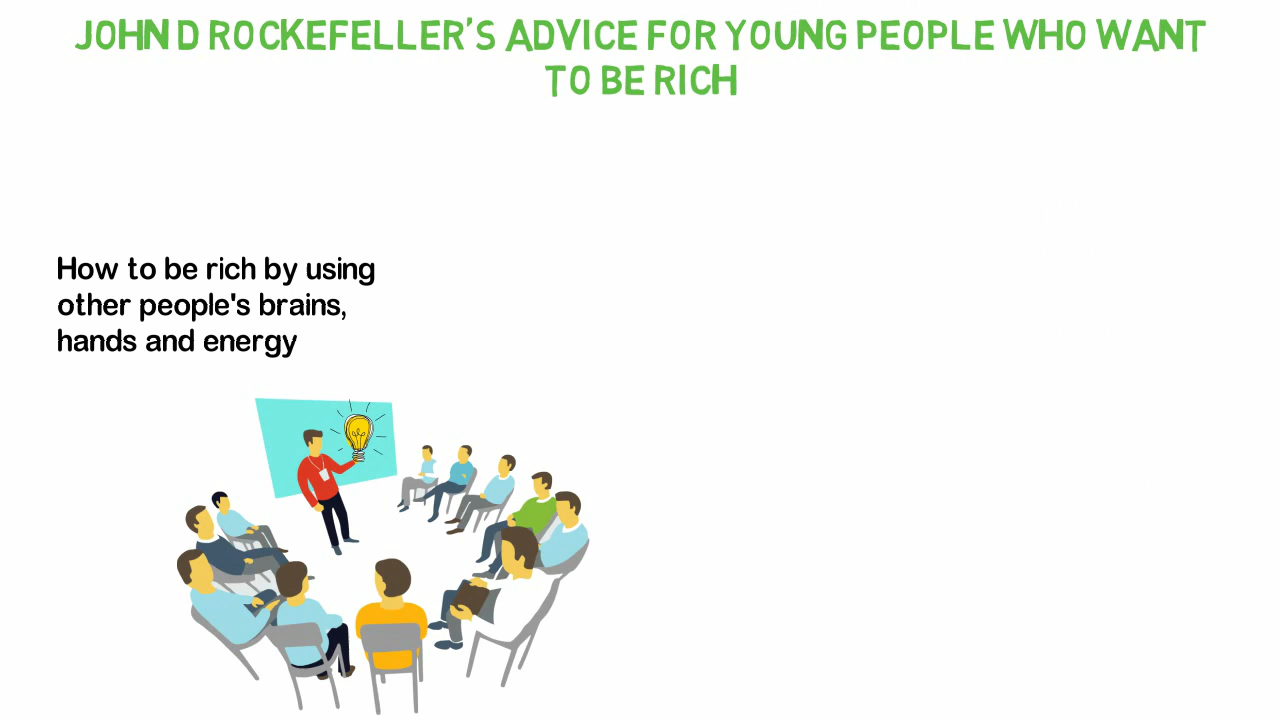 JOHN D ROCKEFELLER'S ADVICE FOR YOUNG PEOPLE WHO WANT
TO BE RICH
How to be rich by using
other people's brains,
hands and energy